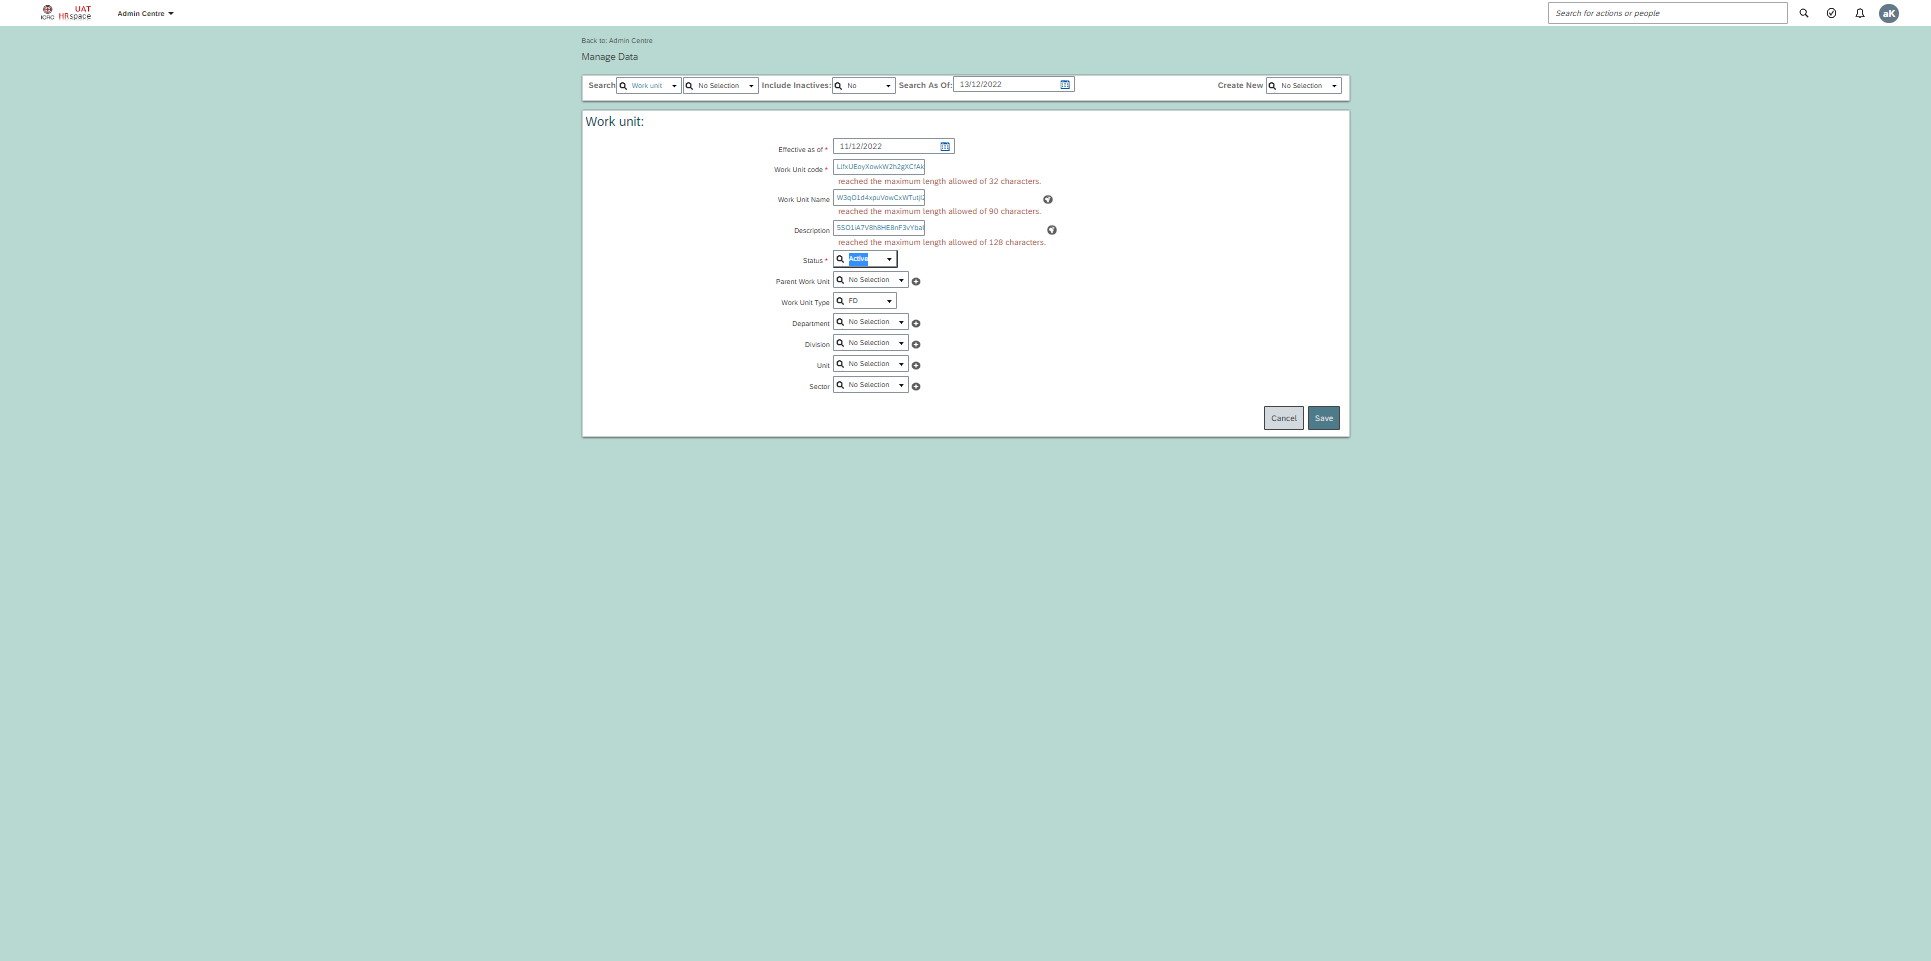 UAT
ICRC HRspace
Admin Centre
Search for actions or people
aK
Back to: Admin Centre
Manage Data
Search Work unit No Selection Include Inactives: No Search As Of: 13/12/2022 Create New No Selection
Work unit:
Effective as of * 11/12/2022
Work Unit code *
reached the maximum length allowed of 32 characters.
Work Unit Name
reached the maximum length allowed of 90 characters.
Description
reached the maximum length allowed of 128 characters.
Status * Active
Parent Work Unit No Selection
Work Unit Type FD
Department No Selection
Division No Selection
Unit No Selection
Sector No Selection
Cancel Save